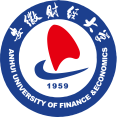 安徽财经大学
1959
ANHUI UNIVERSITY OF FINANCE &ECONOMICS